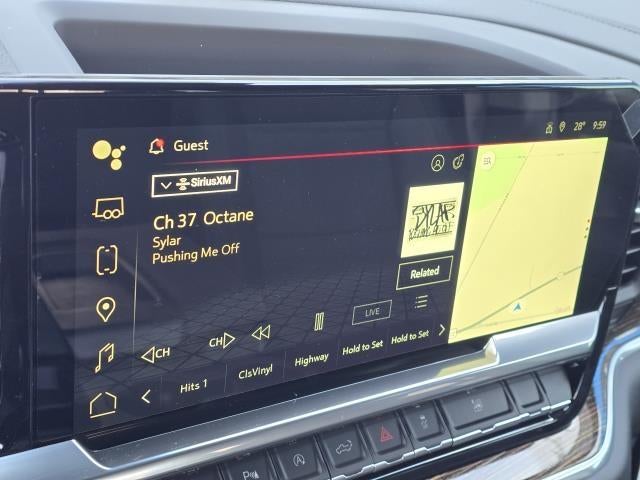 28° 9:59
Guest
SiriusXM
Ch 37 Octane
Sylar
Pushing Me Off
SYLAR
Related
LIVE
CH CH
Hits 1 ClsVinyl Highway Hold to Set Hold to Set